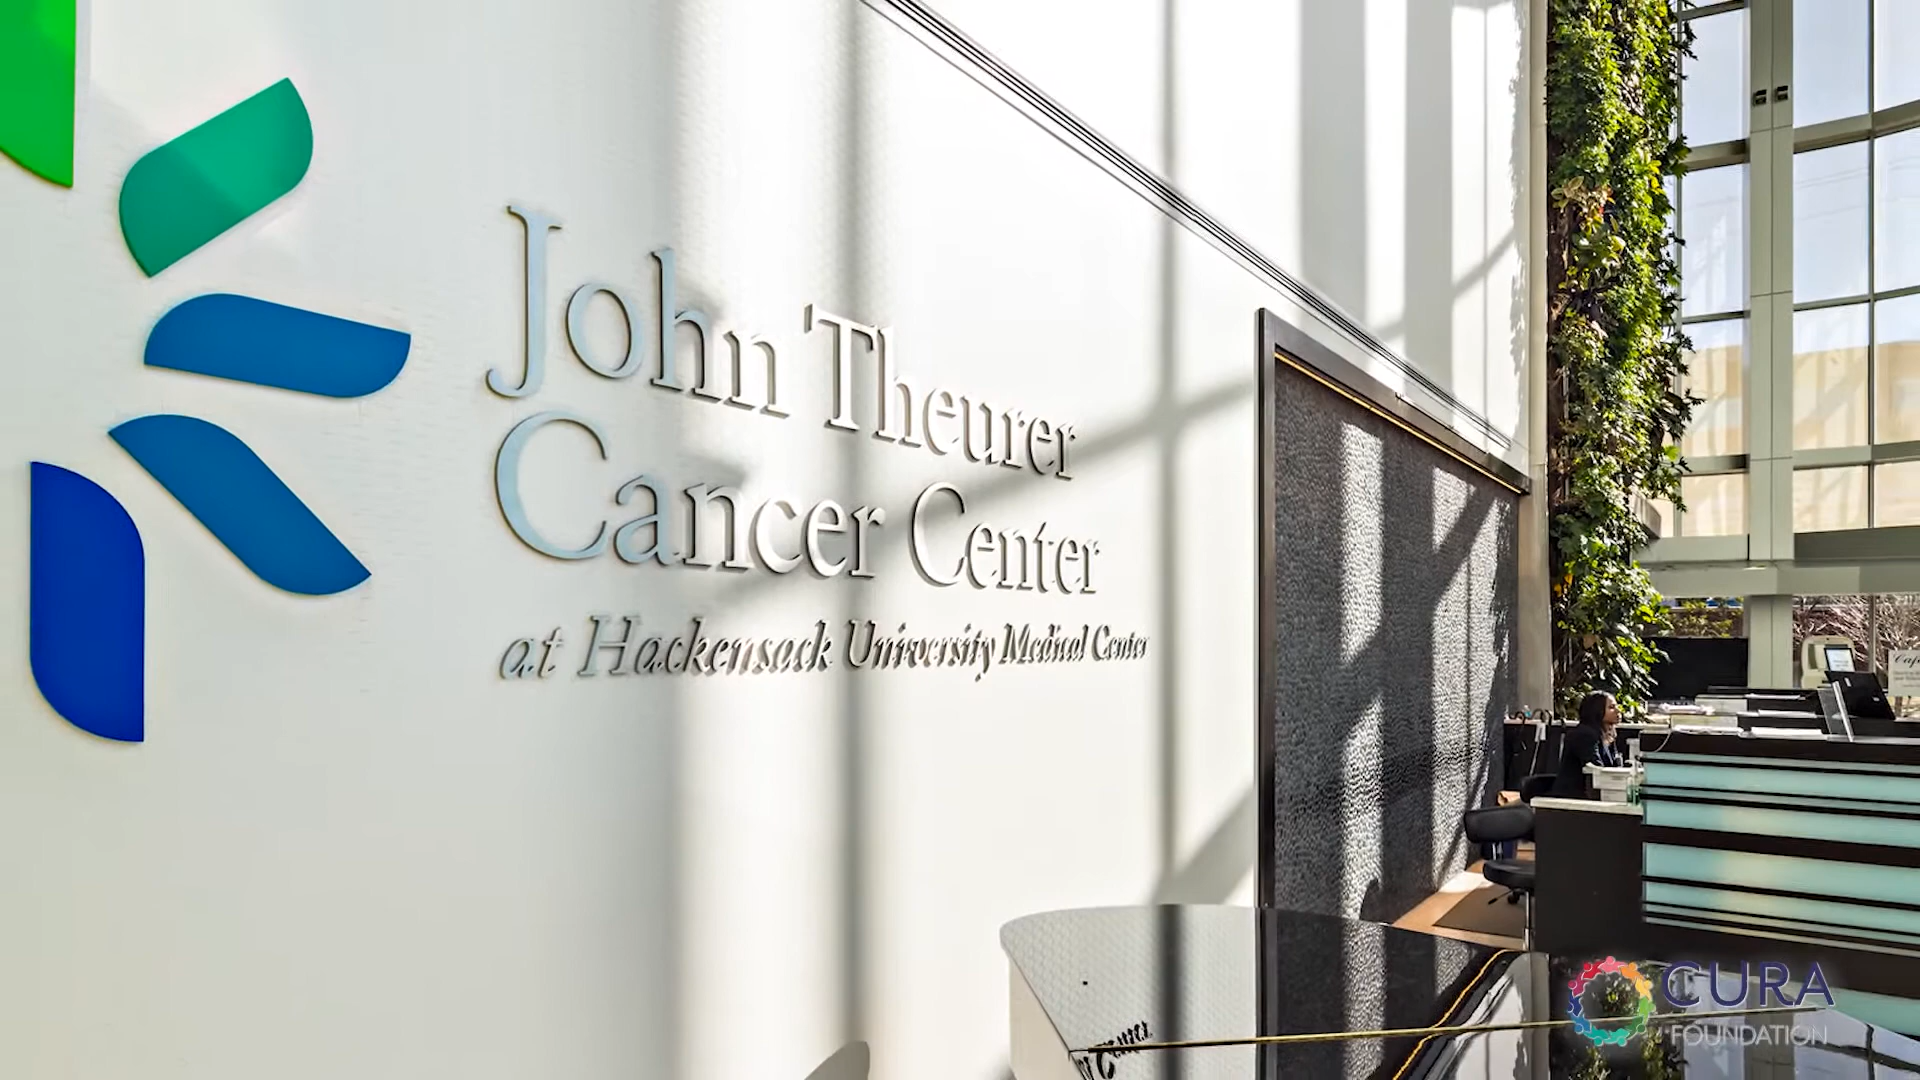 John Theurer
Cancer Center
at Hackensack University Medical Center
CURA
FOUNDATION